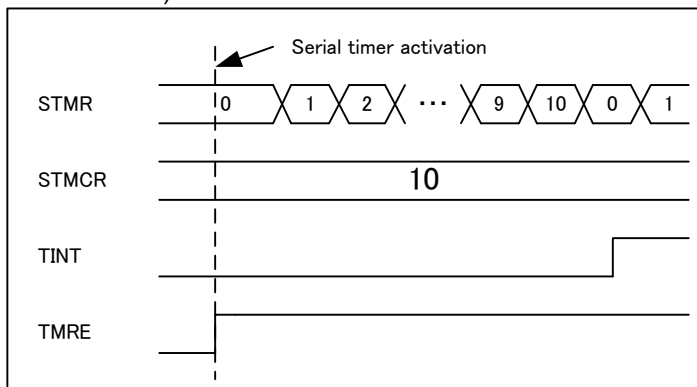 Serial timer activation
STMR 0 1 2 ··· 9 10 0 1
STMCR 10
TINT
TMRE